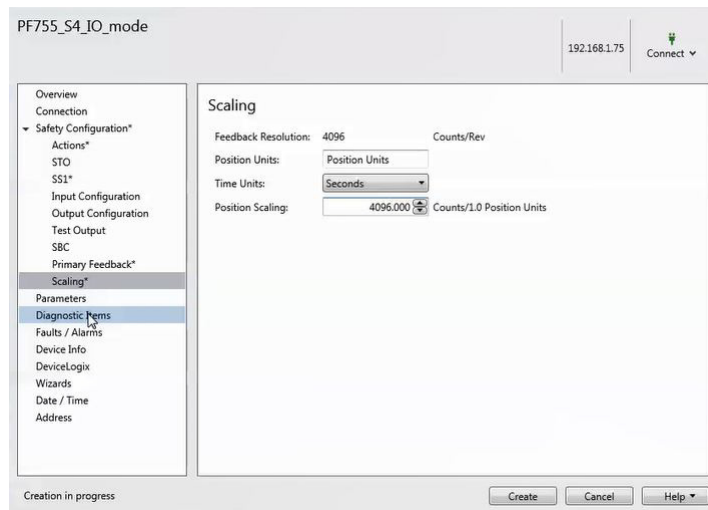 PF755_S4_IO_mode
192.168.1.75
Connect
Overview
Connection
Safety Configuration*
Actions*
STO
SS1*
Input Configuration
Output Configuration
Test Output
SBC
Primary Feedback*
Scaling*
Parameters
Diagnostic Items
Faults / Alarms
Device Info
DeviceLogix
Wizards
Date / Time
Address
Scaling
Feedback Resolution: 4096 Counts/Rev
Position Units: Position Units
Time Units: Seconds
Position Scaling: 4096.000 Counts/1.0 Position Units
Creation in progress
Create Cancel Help